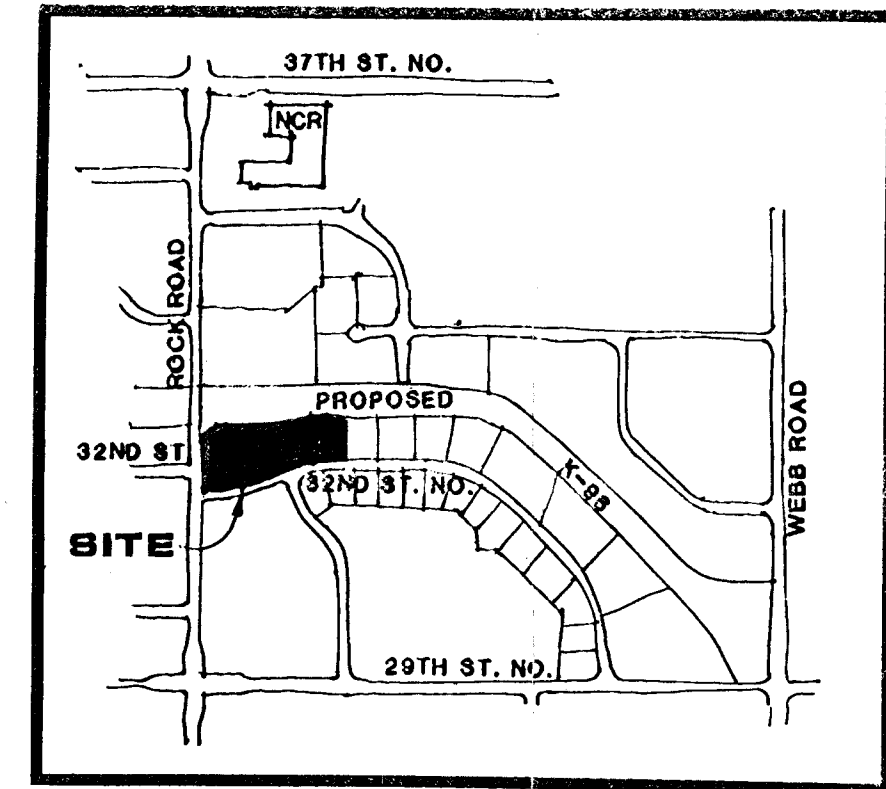 37TH ST. NO.
NCR
ROCK ROAD
PROPOSED
K-96
WEBB ROAD
32ND ST
32ND ST. NO.
SITE
29TH ST. NO.